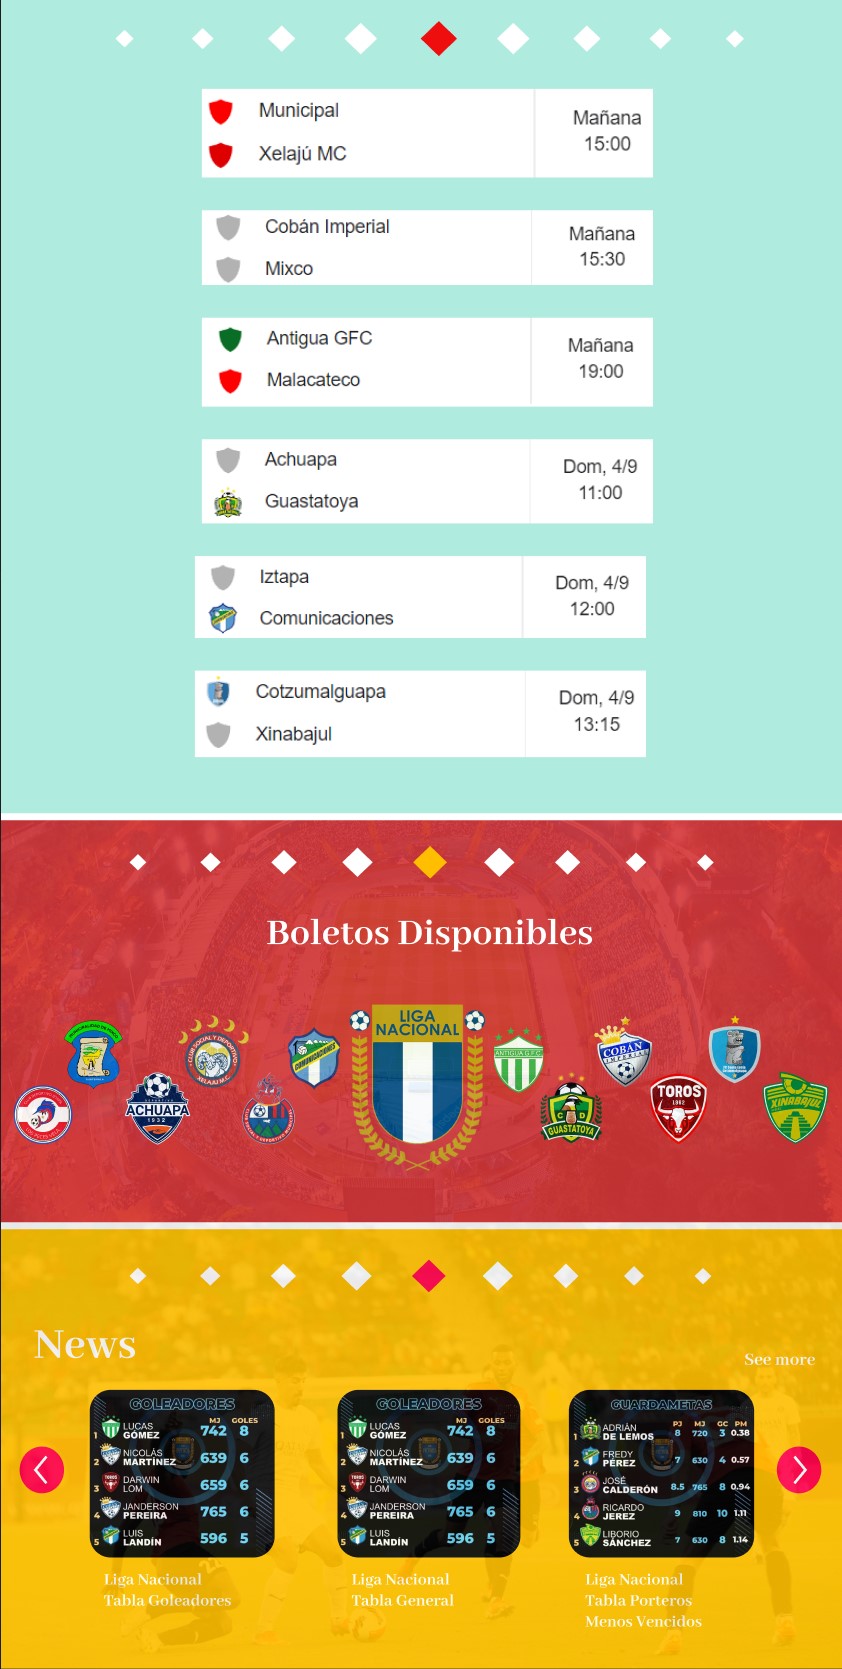 Municipal
Xelajú MC
Mañana
15:00
Cobán Imperial
Mixco
Mañana
15:30
Antigua GFC
Malacateco
Mañana
19:00
Achuapa
Guastatoya
Dom, 4/9
11:00
Iztapa
Comunicaciones
Dom, 4/9
12:00
Cotzumalguapa
Xinabajul
Dom, 4/9
13:15
Boletos Disponibles
LIGA
NACIONAL
COMUNICACIONES
ANTIGUA G.F.C.
COBÁN
IMPERIAL
ACHUAPA
1932
CLUB SOCIAL Y DEPORTIVO
XELAJÚ M.C.
C D
GUASTATOYA
TOROS
1962
XINABAJUL
News
See more
GOLEADORES
MJ GOLES
1 LUCAS GÓMEZ 742 8
2 NICOLÁS MARTÍNEZ 639 6
3 DARWIN LOM 659 6
4 JANDERSON PEREIRA 765 6
5 LUIS LANDÍN 596 5
Liga Nacional
Tabla Goleadores
GOLEADORES
MJ GOLES
1 LUCAS GÓMEZ 742 8
2 NICOLÁS MARTÍNEZ 639 6
3 DARWIN LOM 659 6
4 JANDERSON PEREIRA 765 6
5 LUIS LANDÍN 596 5
Liga Nacional
Tabla General
GUARDAMETAS
PJ MJ GC PM
1 ADRIÁN DE LEMOS 8 720 3 0.38
2 FREDY PÉREZ 7 630 4 0.57
3 JOSÉ CALDERÓN 8.5 765 8 0.94
4 RICARDO JEREZ 9 810 10 1.11
5 LIBORIO SÁNCHEZ 7 630 8 1.14
Liga Nacional
Tabla Porteros
Menos Vencidos